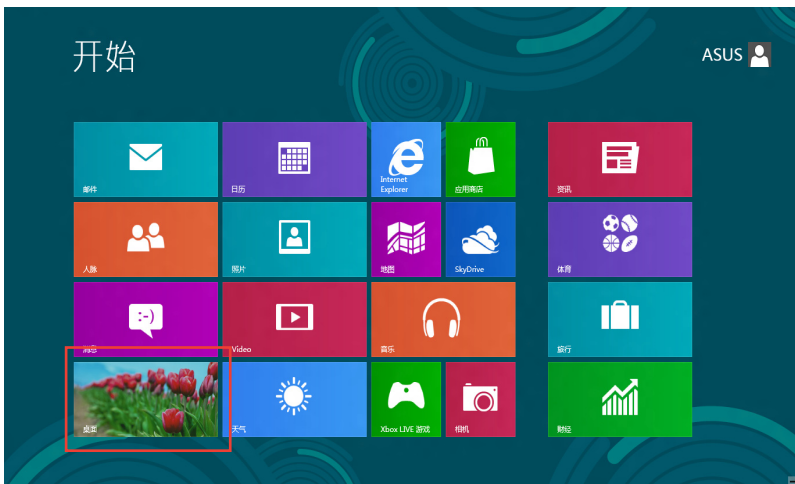 开始
ASUS
邮件
日历
Internet
Explorer
应用商店
资讯
人脉
照片
地图
SkyDrive
体育
:-)
消息
Video
音乐
旅行
桌面
天气
Xbox LIVE 游戏
相机
财经